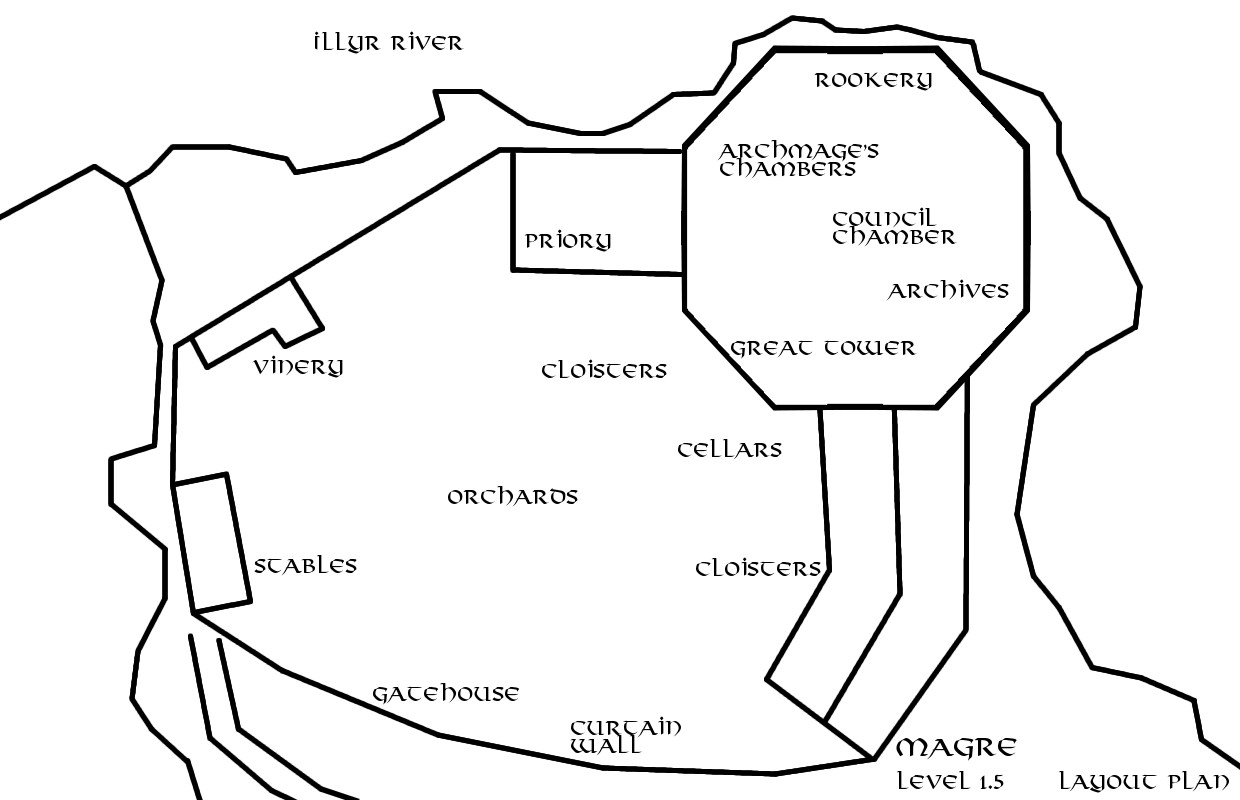 ILLYR RIVER
ROOKERY
ARCHMAGE'S
CHAMBERS
COUNCIL
CHAMBER
PRIORY
ARCHIVES
GREAT TOWER
VINERY
CLOISTERS
CELLARS
ORCHARDS
STABLES
CLOISTERS
GATEHOUSE
CURTAIN
WALL
MAGRE
LEVEL 1.5 LAYOUT PLAN